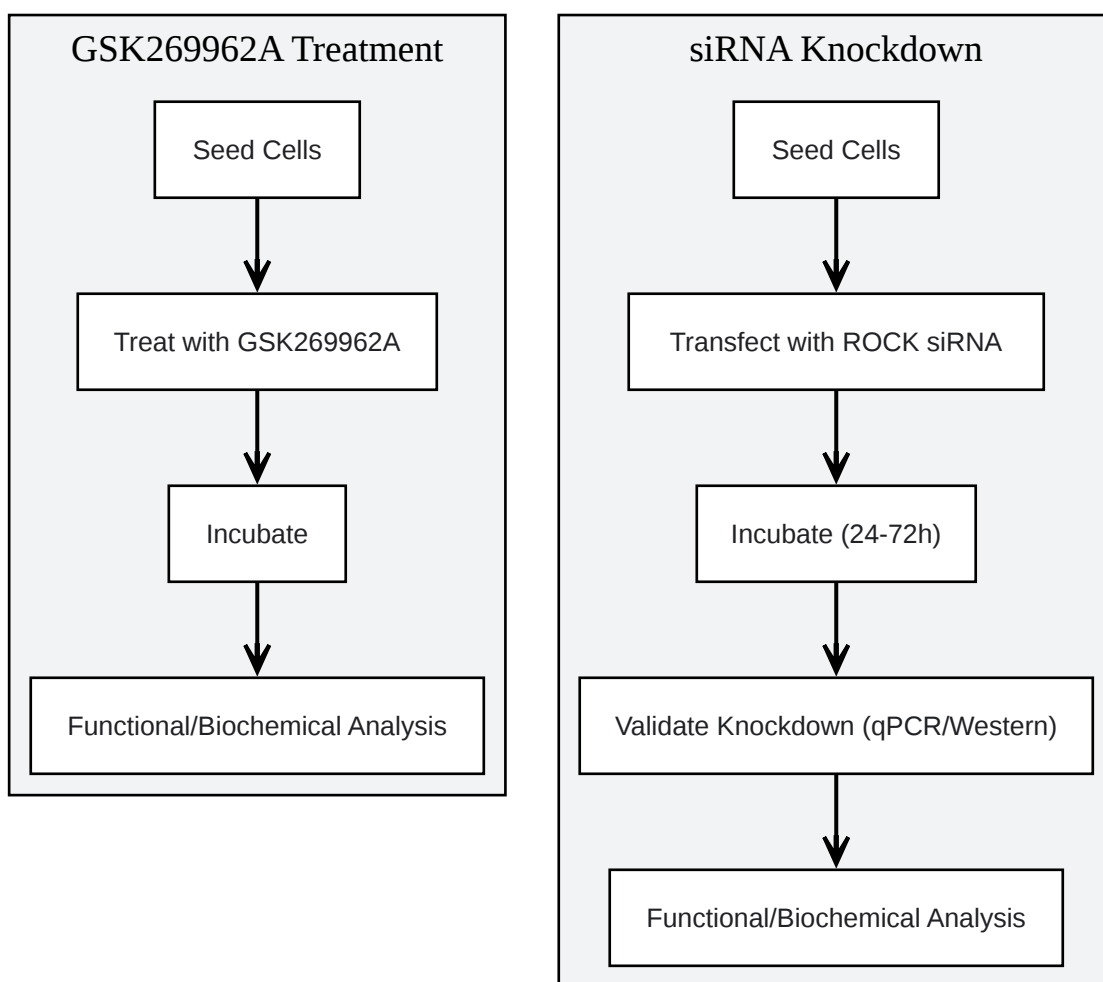 GSK269962A Treatment
Seed Cells
Treat with GSK269962A
Incubate
Functional/Biochemical Analysis
siRNA Knockdown
Seed Cells
Transfect with ROCK siRNA
Incubate (24-72h)
Validate Knockdown (qPCR/Western)
Functional/Biochemical Analysis